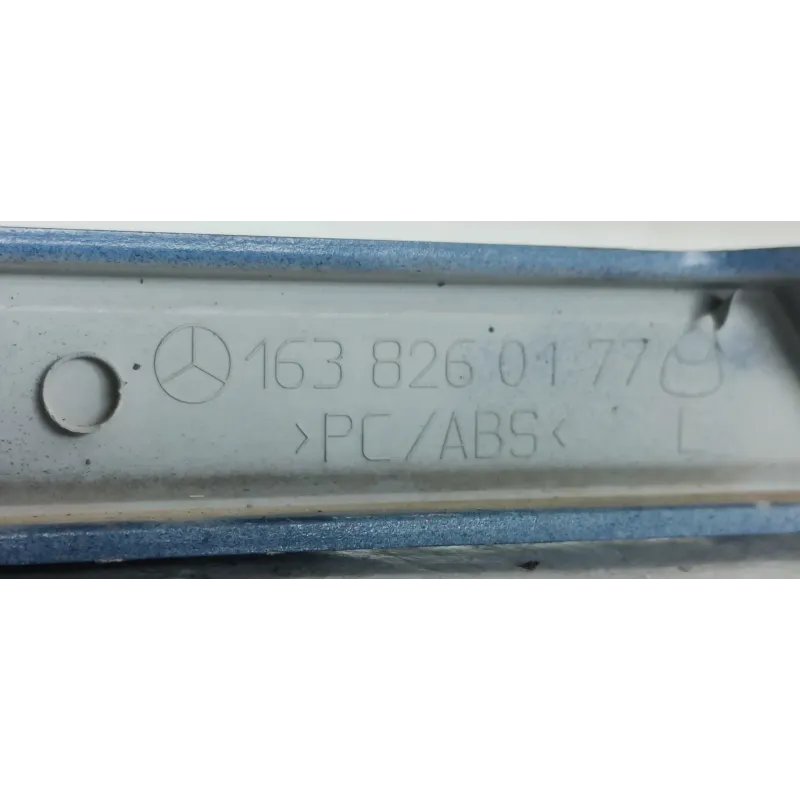 163 826 01 77
>PC/ABS<
L